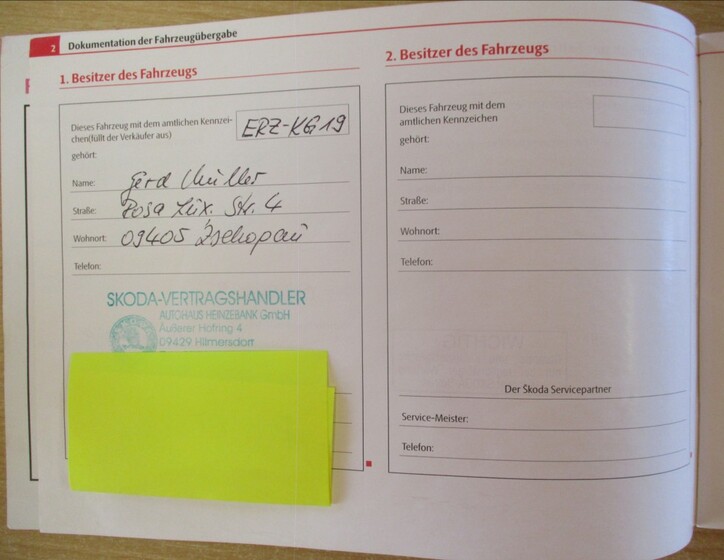 2 Dokumentation der Fahrzeugübergabe
1. Besitzer des Fahrzeugs
Dieses Fahrzeug mit dem amtlichen Kennzei-
chen(füllt der Verkäufer aus)
ERZ-KG19
gehört:
Name: Gerd Müller
Straße: Rosa Lux. Str. 4
Wohnort: 09405 Zschopau
Telefon:
SKODA-VERTRAGSHANDLER
AUTOHAUS HEINZEBANK GmbH
Äußerer Hofring 4
09429 Hilmersdorf
2. Besitzer des Fahrzeugs
Dieses Fahrzeug mit dem
amtlichen Kennzeichen
gehört:
Name:
Straße:
Wohnort:
Telefon:
Der Škoda Servicepartner
Service-Meister:
Telefon: